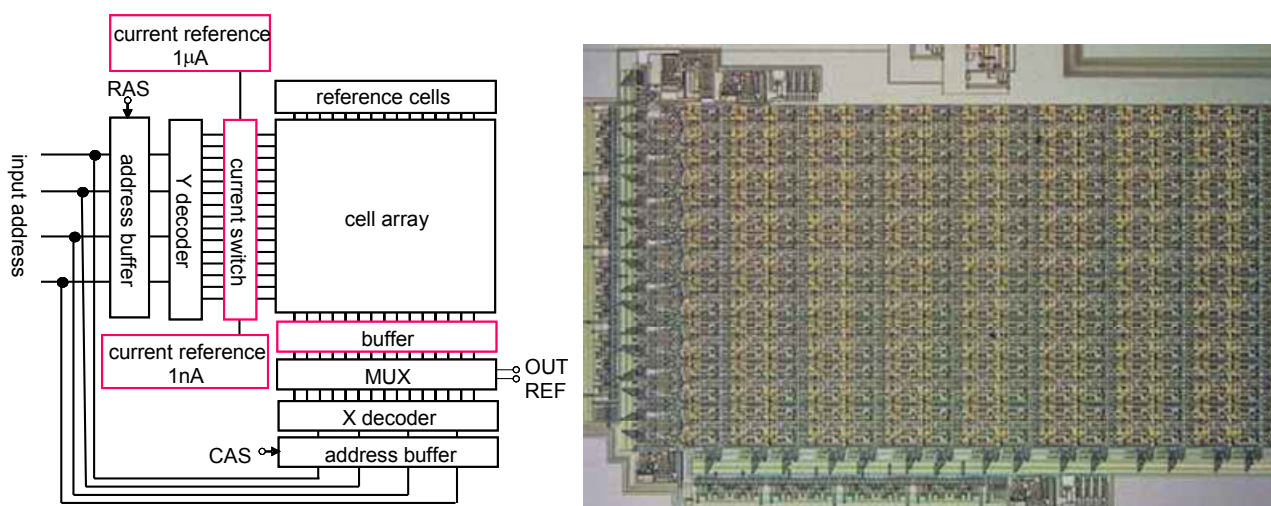 current reference
1μA
RAS
reference cells
input address
address buffer
Y decoder
current switch
cell array
current reference
1nA
buffer
MUX
OUT
REF
X decoder
CAS
address buffer